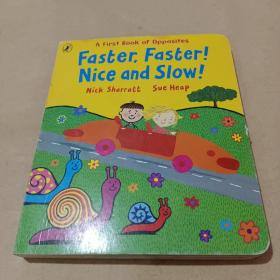 A First Book of Opposites
Faster, Faster!
Nice and Slow!
Nick Sharratt Sue Heap